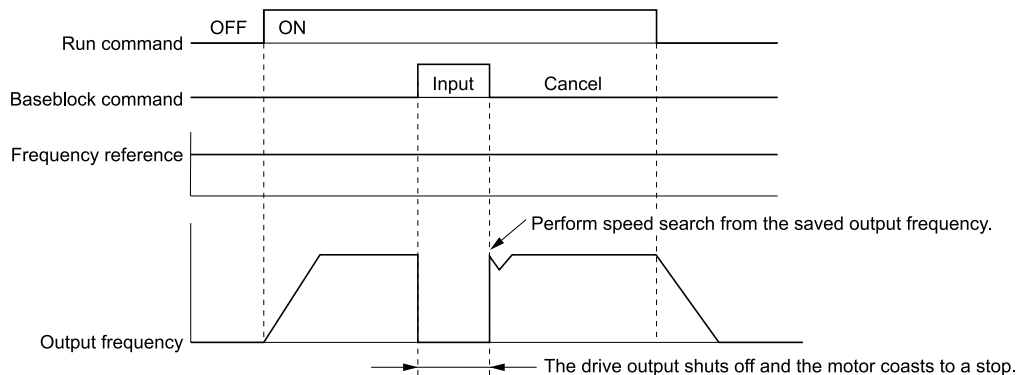 OFF ON
Run command
Input Cancel
Baseblock command
Frequency reference
Perform speed search from the saved output frequency.
Output frequency
The drive output shuts off and the motor coasts to a stop.